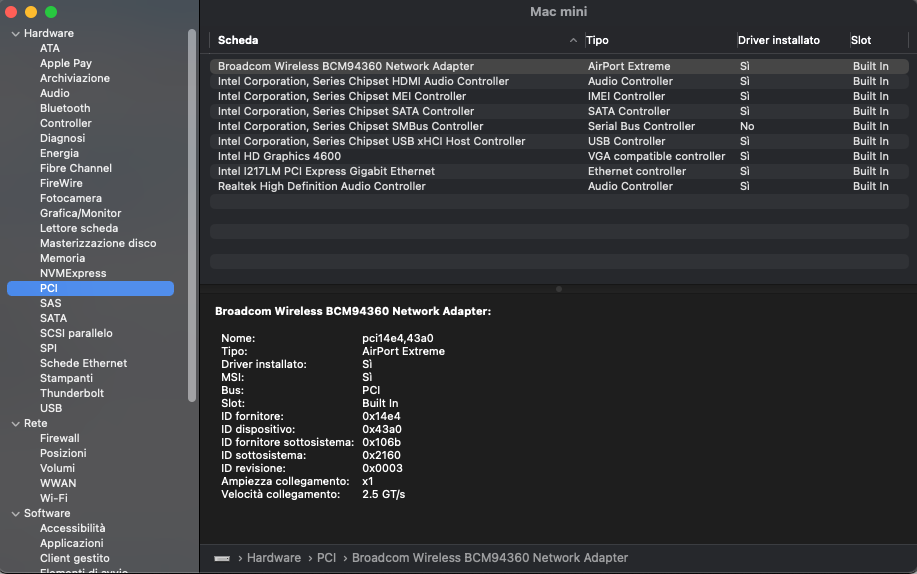 Mac mini
Hardware
ATA
Apple Pay
Archiviazione
Audio
Bluetooth
Controller
Diagnosi
Energia
Fibre Channel
FireWire
Fotocamera
Grafica/Monitor
Lettore scheda
Masterizzazione disco
Memoria
NVMExpress
PCI
SAS
SATA
SCSI parallelo
SPI
Schede Ethernet
Stampanti
Thunderbolt
USB
Rete
Firewall
Posizioni
Volumi
WWAN
Wi-Fi
Software
Accessibilità
Applicazioni
Client gestito
Elementi di avvio
Scheda Tipo Driver installato Slot
Broadcom Wireless BCM94360 Network Adapter AirPort Extreme Sì Built In
Intel Corporation, Series Chipset HDMI Audio Controller Audio Controller Sì Built In
Intel Corporation, Series Chipset MEI Controller IMEI Controller Sì Built In
Intel Corporation, Series Chipset SATA Controller SATA Controller Sì Built In
Intel Corporation, Series Chipset SMBus Controller Serial Bus Controller No Built In
Intel Corporation, Series Chipset USB xHCI Host Controller USB Controller Sì Built In
Intel HD Graphics 4600 VGA compatible controller Sì Built In
Intel I217LM PCI Express Gigabit Ethernet Ethernet controller Sì Built In
Realtek High Definition Audio Controller Audio Controller Sì Built In
Broadcom Wireless BCM94360 Network Adapter:
Nome: pci14e4,43a0
Tipo: AirPort Extreme
Driver installato: Sì
MSI: Sì
Bus: PCI
Slot: Built In
ID fornitore: 0x14e4
ID dispositivo: 0x43a0
ID fornitore sottosistema: 0x106b
ID sottosistema: 0x2160
ID revisione: 0x0003
Ampiezza collegamento: x1
Velocità collegamento: 2.5 GT/s
› Hardware › PCI › Broadcom Wireless BCM94360 Network Adapter